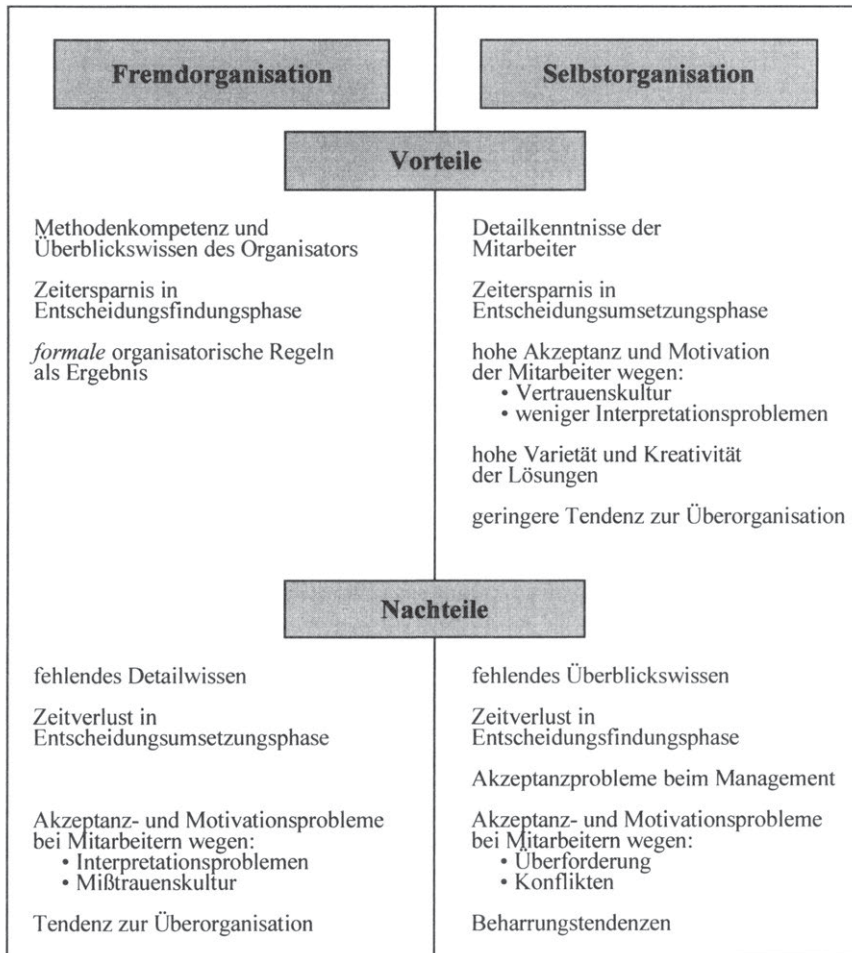 Fremdorganisation
Selbstorganisation
Vorteile
Methodenkompetenz und
Überblickswissen des Organisators
Zeitersparnis in
Entscheidungsfindungsphase
formale organisatorische Regeln
als Ergebnis
Detailkenntnisse der
Mitarbeiter
Zeitersparnis in
Entscheidungsumsetzungsphase
hohe Akzeptanz und Motivation
der Mitarbeiter wegen:
• Vertrauenskultur
• weniger Interpretationsproblemen
hohe Varietät und Kreativität
der Lösungen
geringere Tendenz zur Überorganisation
Nachteile
fehlendes Detailwissen
Zeitverlust in
Entscheidungsumsetzungsphase
Akzeptanz- und Motivationsprobleme
bei Mitarbeitern wegen:
• Interpretationsproblemen
• Mißtrauenskultur
Tendenz zur Überorganisation
fehlendes Überblickswissen
Zeitverlust in
Entscheidungsfindungsphase
Akzeptanzprobleme beim Management
Akzeptanz- und Motivationsprobleme
bei Mitarbeitern wegen:
• Überforderung
• Konflikten
Beharrungstendenzen